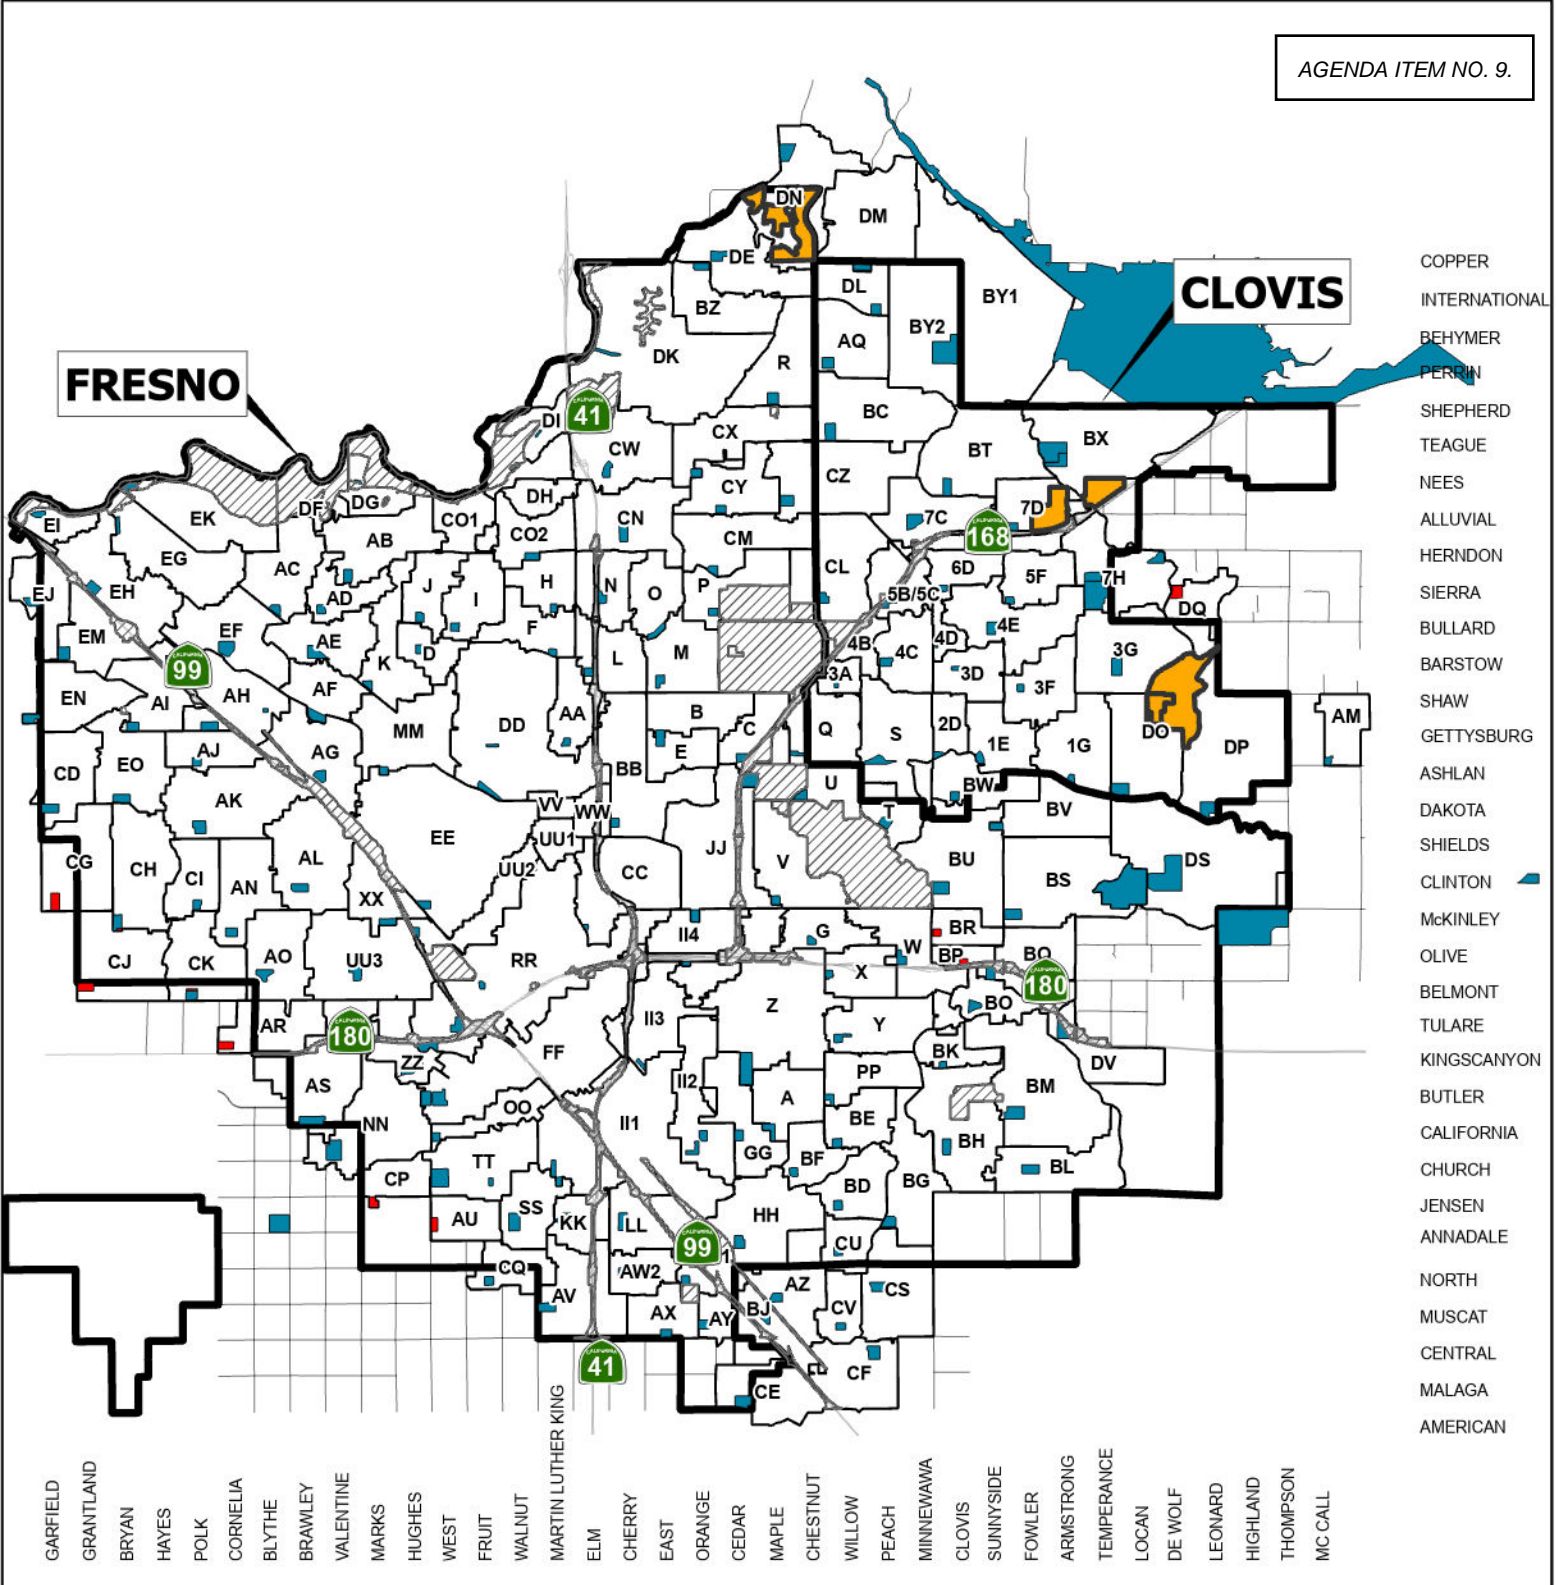 AGENDA ITEM NO. 9.
DN
DM
DE
COPPER
CLOVIS
DL
BY1
INTERNATIONAL
BZ
BY2
BEHYMER
DK
AQ
R
FRESNO
PERRIN
CALIFORNIA
41
DI
BC
SHEPHERD
CX
BX
TEAGUE
CW
BT
CZ
NEES
DH
CY
DG
DF
7D
EI
EK
CO1
CN
7C
ALLUVIAL
CALIFORNIA
168
AB
CO2
CM
EG
HERNDON
AC
CL
6D
5F
7H
EJ
EH
AD
J
I
H
N
O
P
5B/5C
SIERRA
DQ
EM
EF
F
4E
BULLARD
AE
D
4B
4D
K
L
M
4C
3G
BARSTOW
CALIFORNIA
99
3A
3D
3F
EN
AI
AH
AF
B
SHAW
AM
AA
MM
DD
C
Q
S
2D
DO
GETTYSBURG
AJ
AG
E
1E
1G
DP
CD
EO
BB
ASHLAN
U
BW
AK
VV
WW
T
BV
DAKOTA
EE
UU1
JJ
SHIELDS
CG
CH
CI
AL
UU2
CC
V
BU
DS
AN
BS
CLINTON
XX
II4
G
BR
McKINLEY
CJ
CK
AO
UU3
RR
W
BP
BQ
OLIVE
X
CALIFORNIA
180
BELMONT
AR
II3
Z
Y
BO
TULARE
CALIFORNIA
180
FF
BK
ZZ
DV
KINGSCANYON
AS
II2
PP
BM
OO
A
BUTLER
NN
II1
BE
CALIFORNIA
TT
GG
BF
BH
CP
BL
CHURCH
BD
BG
SS
AU
KK
LL
HH
JENSEN
CALIFORNIA
99
CU
ANNADALE
CQ
AW2
AZ
CS
NORTH
AV
AX
AY
BJ
CV
MUSCAT
41
CF
CENTRAL
CE
MALAGA
AMERICAN
GARFIELD
GRANTLAND
BRYAN
HAYES
POLK
CORNELIA
BLYTHE
BRAWLEY
VALENTINE
MARKS
HUGHES
WEST
FRUIT
WALNUT
MARTIN LUTHER KING
ELM
CHERRY
EAST
ORANGE
CEDAR
MAPLE
CHESTNUT
WILLOW
PEACH
MINNEWAWA
CLOVIS
SUNNYSIDE
FOWLER
ARMSTRONG
TEMPERANCE
LOCAN
DE WOLF
LEONARD
HIGHLAND
THOMPSON
MC CALL